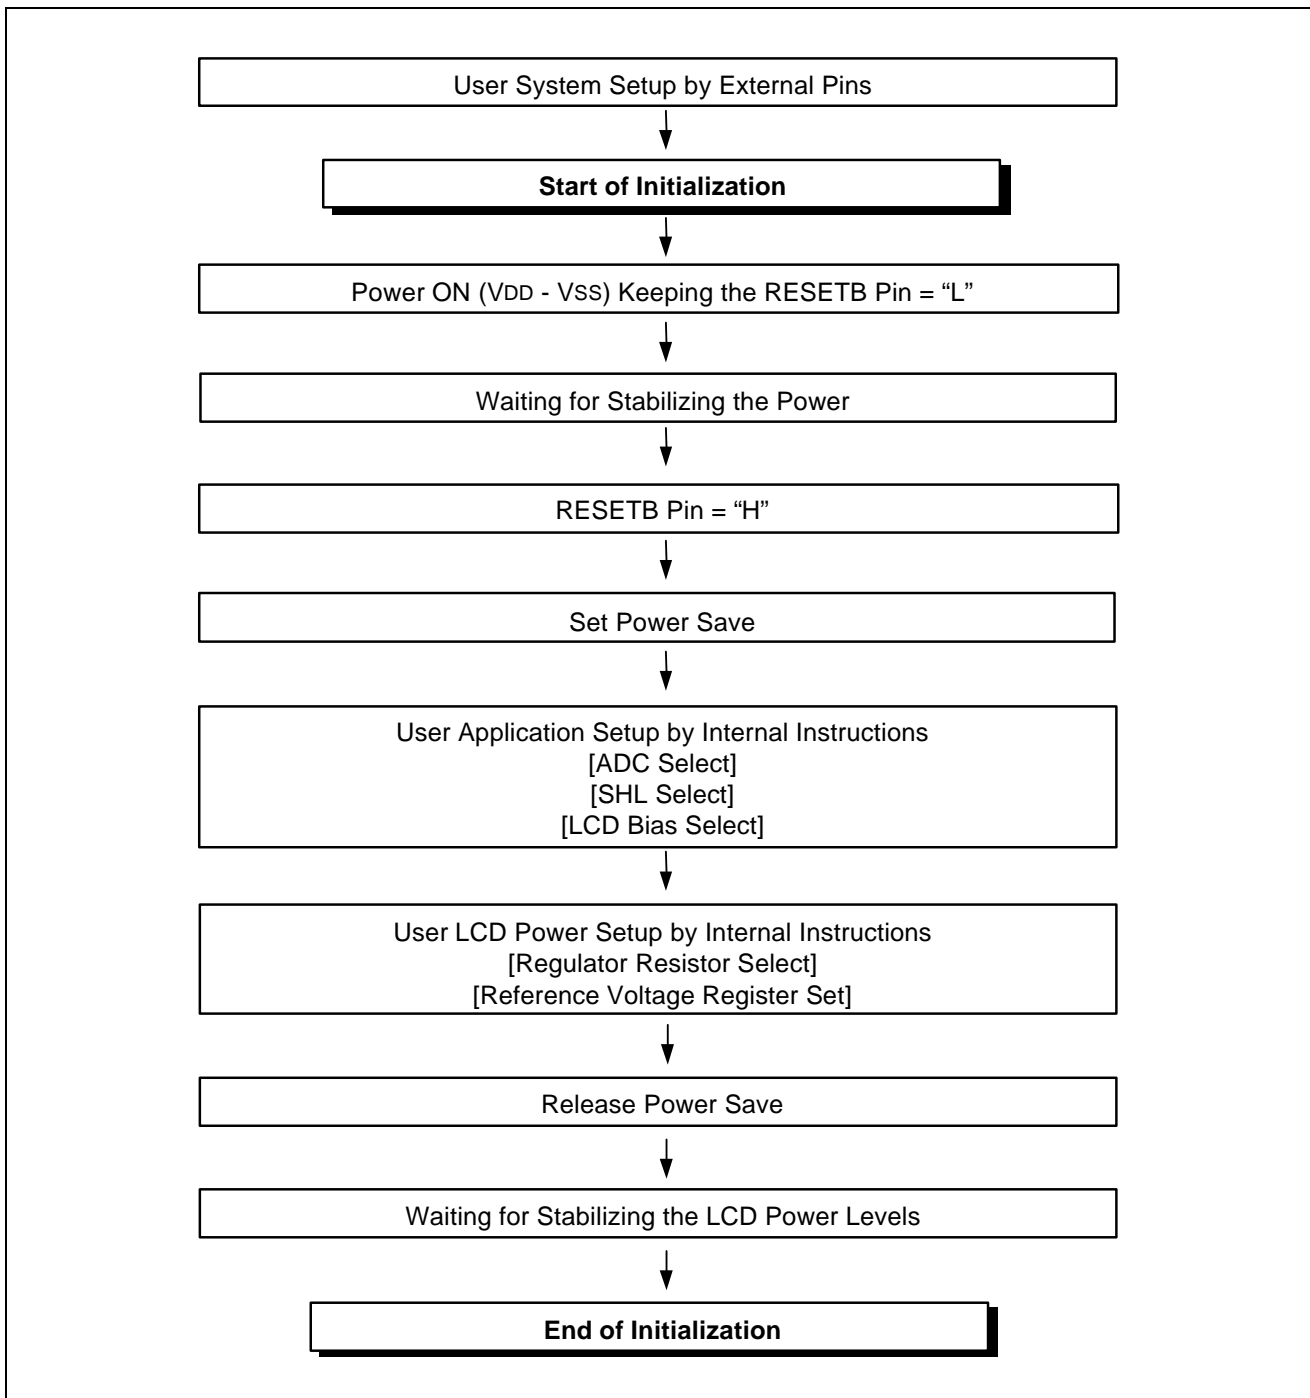 User System Setup by External Pins
Start of Initialization
Power ON (VDD - VSS) Keeping the RESETB Pin = “L”
Waiting for Stabilizing the Power
RESETB Pin = “H”
Set Power Save
User Application Setup by Internal Instructions
[ADC Select]
[SHL Select]
[LCD Bias Select]
User LCD Power Setup by Internal Instructions
[Regulator Resistor Select]
[Reference Voltage Register Set]
Release Power Save
Waiting for Stabilizing the LCD Power Levels
End of Initialization